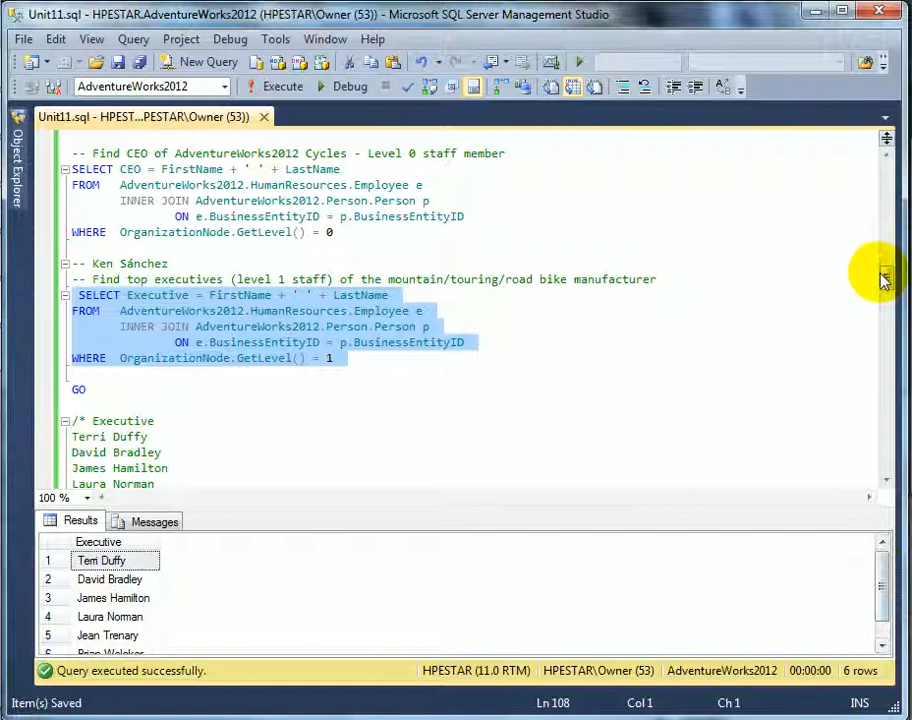 Unit11.sql - HPESTAR.AdventureWorks2012 (HPESTAR\Owner (53)) - Microsoft SQL Server Management Studio
File Edit View Query Project Debug Tools Window Help
New Query
AdventureWorks2012 Execute Debug
Unit11.sql - HPEST...PESTAR\Owner (53))
Object Explorer
-- Find CEO of AdventureWorks2012 Cycles - Level 0 staff member
SELECT CEO = FirstName + ' ' + LastName
FROM AdventureWorks2012.HumanResources.Employee e
INNER JOIN AdventureWorks2012.Person.Person p
ON e.BusinessEntityID = p.BusinessEntityID
WHERE OrganizationNode.GetLevel() = 0
-- Ken Sánchez
-- Find top executives (level 1 staff) of the mountain/touring/road bike manufacturer
SELECT Executive = FirstName + ' ' + LastName
FROM AdventureWorks2012.HumanResources.Employee e
INNER JOIN AdventureWorks2012.Person.Person p
ON e.BusinessEntityID = p.BusinessEntityID
WHERE OrganizationNode.GetLevel() = 1
GO
/* Executive
Terri Duffy
David Bradley
James Hamilton
Laura Norman
100 %
Results Messages
Executive
1 Terri Duffy
2 David Bradley
3 James Hamilton
4 Laura Norman
5 Jean Trenary
Query executed successfully. HPESTAR (11.0 RTM) HPESTAR\Owner (53) AdventureWorks2012 00:00:00 6 rows
Item(s) Saved Ln 108 Col 1 Ch 1 INS